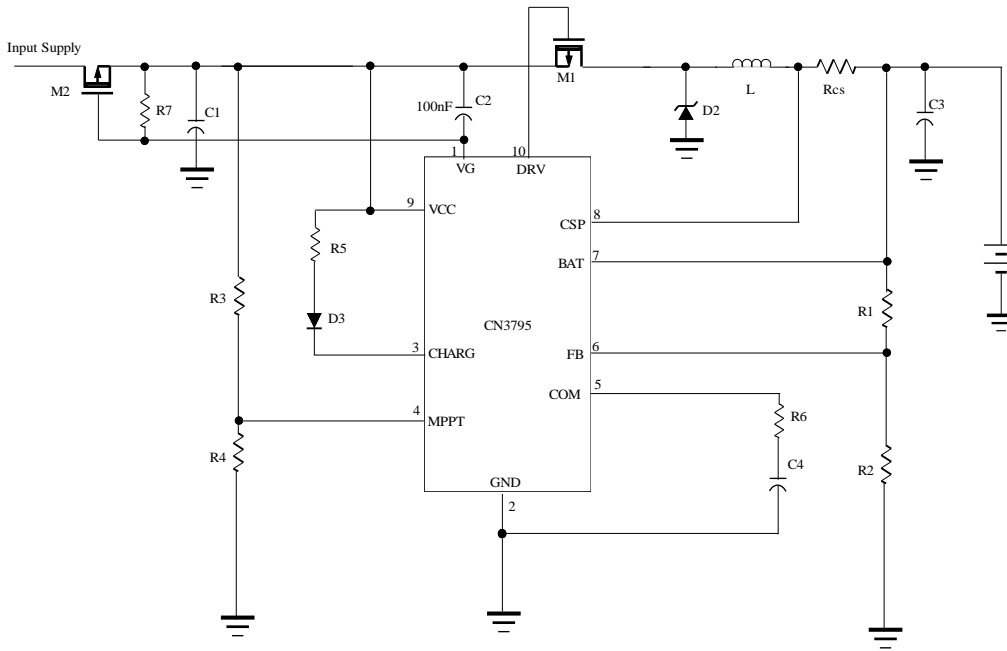 Input Supply
M2
R7
C1
100nF
C2
M1
D2
L
Rcs
C3
1
VG
10
DRV
9
VCC
CSP
8
R5
BAT
7
R3
D3
CN3795
R1
3
CHARG
FB
6
COM
5
4
MPPT
R6
R4
C4
R2
GND
2